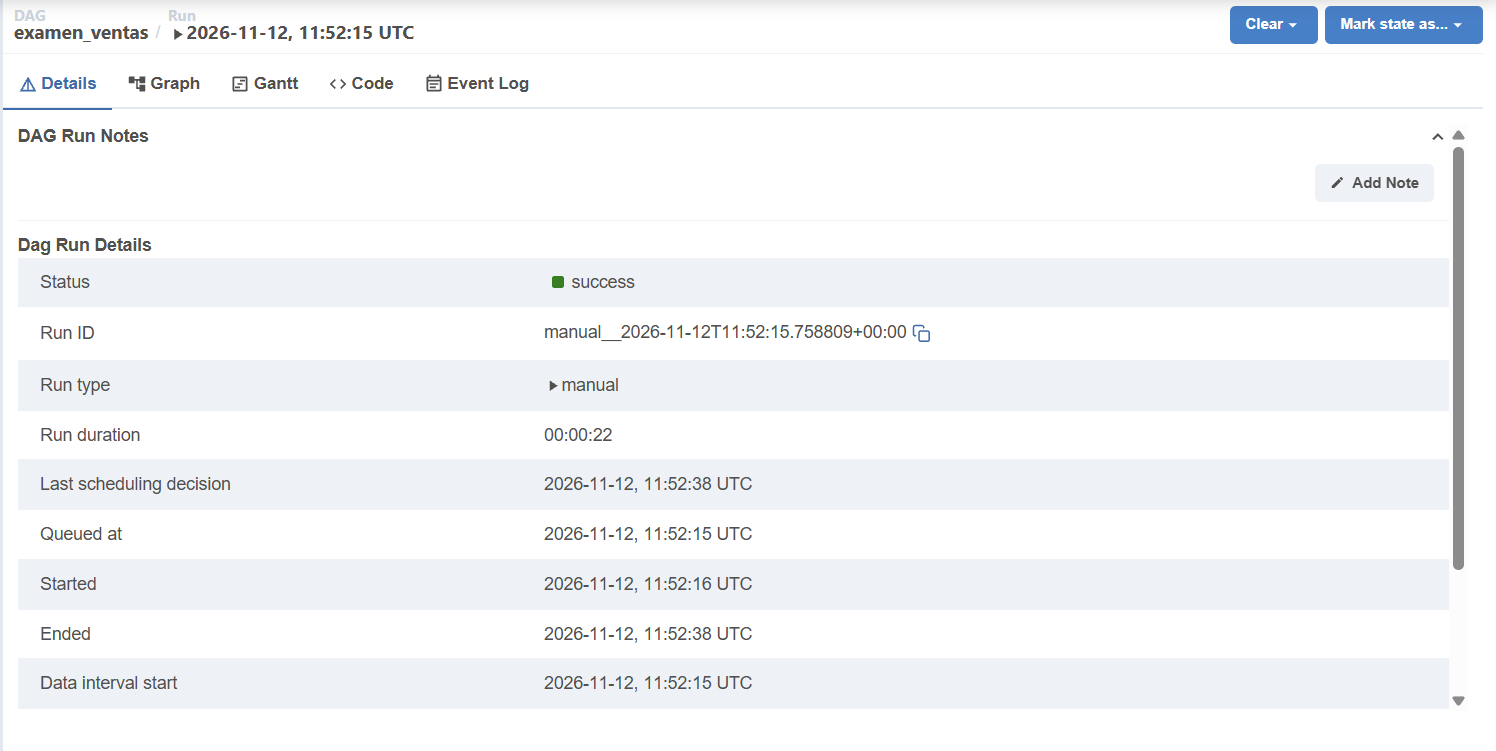 DAG Run
examen_ventas / 2026-11-12, 11:52:15 UTC
Clear Mark state as...
Details Graph Gantt <> Code Event Log
DAG Run Notes
Add Note
Dag Run Details
Status success
Run ID manual__2026-11-12T11:52:15.758809+00:00
Run type manual
Run duration 00:00:22
Last scheduling decision 2026-11-12, 11:52:38 UTC
Queued at 2026-11-12, 11:52:15 UTC
Started 2026-11-12, 11:52:16 UTC
Ended 2026-11-12, 11:52:38 UTC
Data interval start 2026-11-12, 11:52:15 UTC